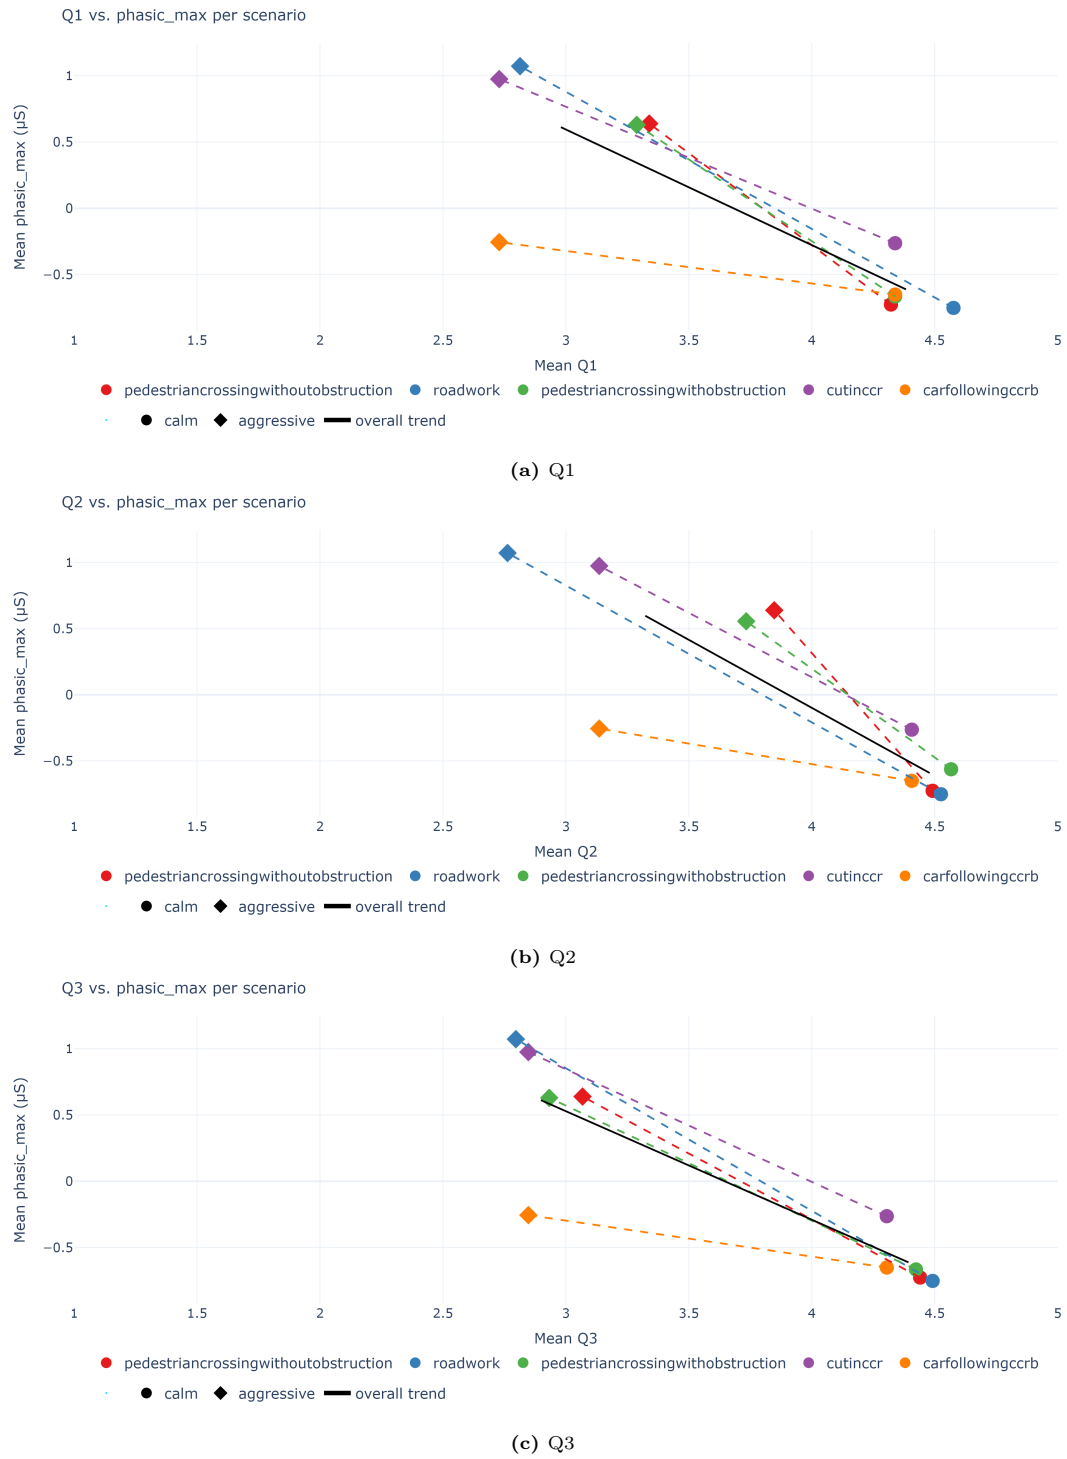 Q1 vs. phasic_max per scenario
Mean phasic_max (μS)
1
0.5
0
−0.5
1 1.5 2 2.5 3 3.5 4 4.5 5
Mean Q1
pedestriancrossingwithoutobstruction roadwork pedestriancrossingwithobstruction cutinccr carfollowingccrb
calm aggressive overall trend
(a) Q1
Q2 vs. phasic_max per scenario
Mean phasic_max (μS)
1
0.5
0
−0.5
1 1.5 2 2.5 3 3.5 4 4.5 5
Mean Q2
pedestriancrossingwithoutobstruction roadwork pedestriancrossingwithobstruction cutinccr carfollowingccrb
calm aggressive overall trend
(b) Q2
Q3 vs. phasic_max per scenario
Mean phasic_max (μS)
1
0.5
0
−0.5
1 1.5 2 2.5 3 3.5 4 4.5 5
Mean Q3
pedestriancrossingwithoutobstruction roadwork pedestriancrossingwithobstruction cutinccr carfollowingccrb
calm aggressive overall trend
(c) Q3